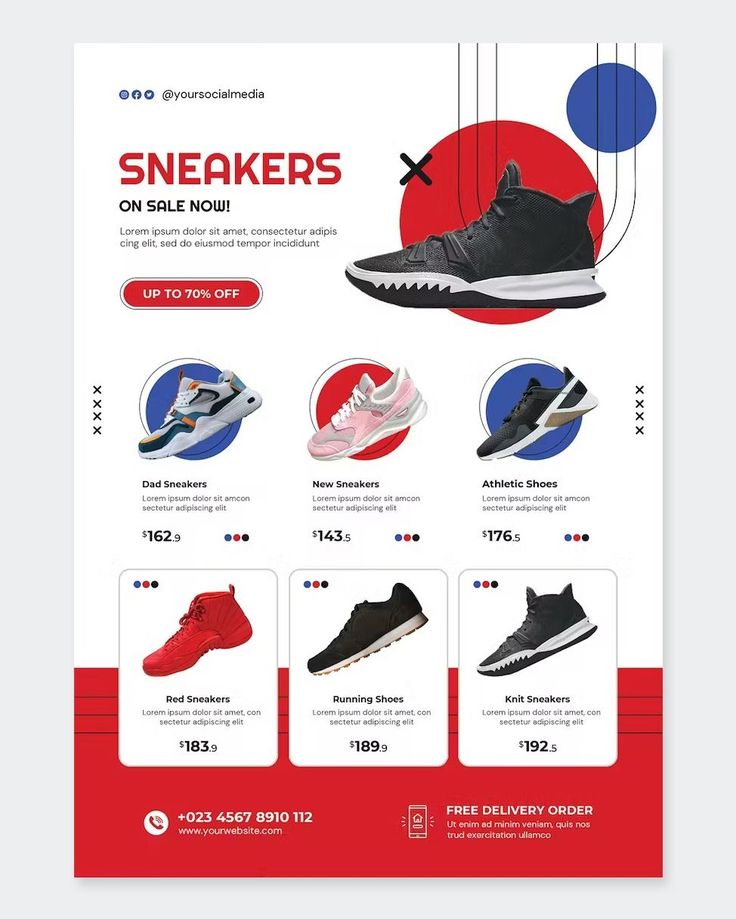 @yoursocialmedia
SNEAKERS
ON SALE NOW!
Lorem ipsum dolor sit amet, consectetur adipis
cing elit, sed do eiusmod tempor incididunt
UP TO 70% OFF
Dad Sneakers
Lorem ipsum dolor sit amcon
sectetur adipiscing elit
$162.9
New Sneakers
Lorem ipsum dolor sit amcon
sectetur adipiscing elit
$143.5
Athletic Shoes
Lorem ipsum dolor sit amcon
sectetur adipiscing elit
$176.5
Red Sneakers
Lorem ipsum dolor sit amet, con
sectetur adipiscing elit
$183.9
Running Shoes
Lorem ipsum dolor sit amet, con
sectetur adipiscing elit
$189.9
Knit Sneakers
Lorem ipsum dolor sit amet, con
sectetur adipiscing elit
$192.5
+023 4567 8910 112
www.yourwebsite.com
FREE DELIVERY ORDER
Ut enim ad minim veniam, quis nos
trud exercitation ullamco